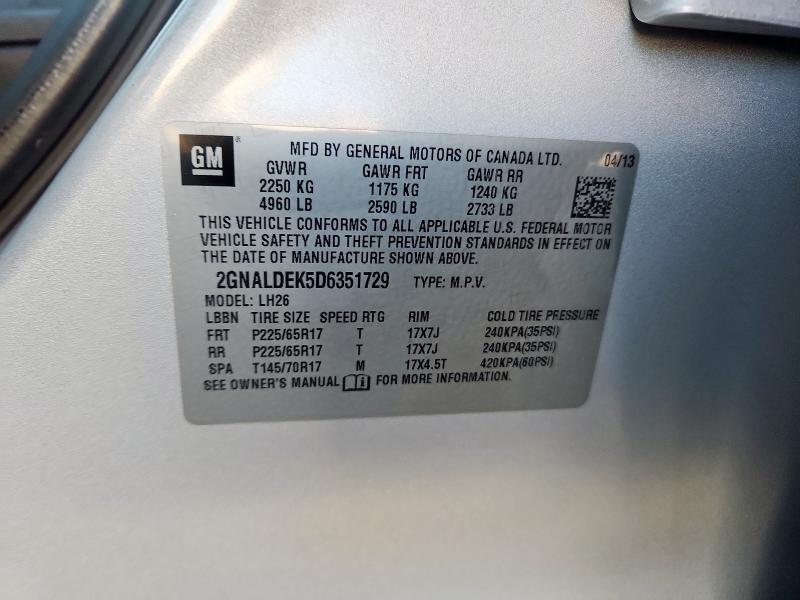 GM® MFD BY GENERAL MOTORS OF CANADA LTD. 04/13
GVWR GAWR FRT GAWR RR
2250 KG 1175 KG 1240 KG
4960 LB 2590 LB 2733 LB
THIS VEHICLE CONFORMS TO ALL APPLICABLE U.S. FEDERAL MOTOR
VEHICLE SAFETY AND THEFT PREVENTION STANDARDS IN EFFECT ON
THE DATE OF MANUFACTURE SHOWN ABOVE.
2GNALDEK5D6351729 TYPE: M.P.V.
MODEL: LH26
LBBN TIRE SIZE SPEED RTG RIM COLD TIRE PRESSURE
FRT P225/65R17 T 17X7J 240KPA(35PSI)
RR P225/65R17 T 17X7J 240KPA(35PSI)
SPA T145/70R17 M 17X4.5T 420KPA(60PSI)
SEE OWNER'S MANUAL FOR MORE INFORMATION.